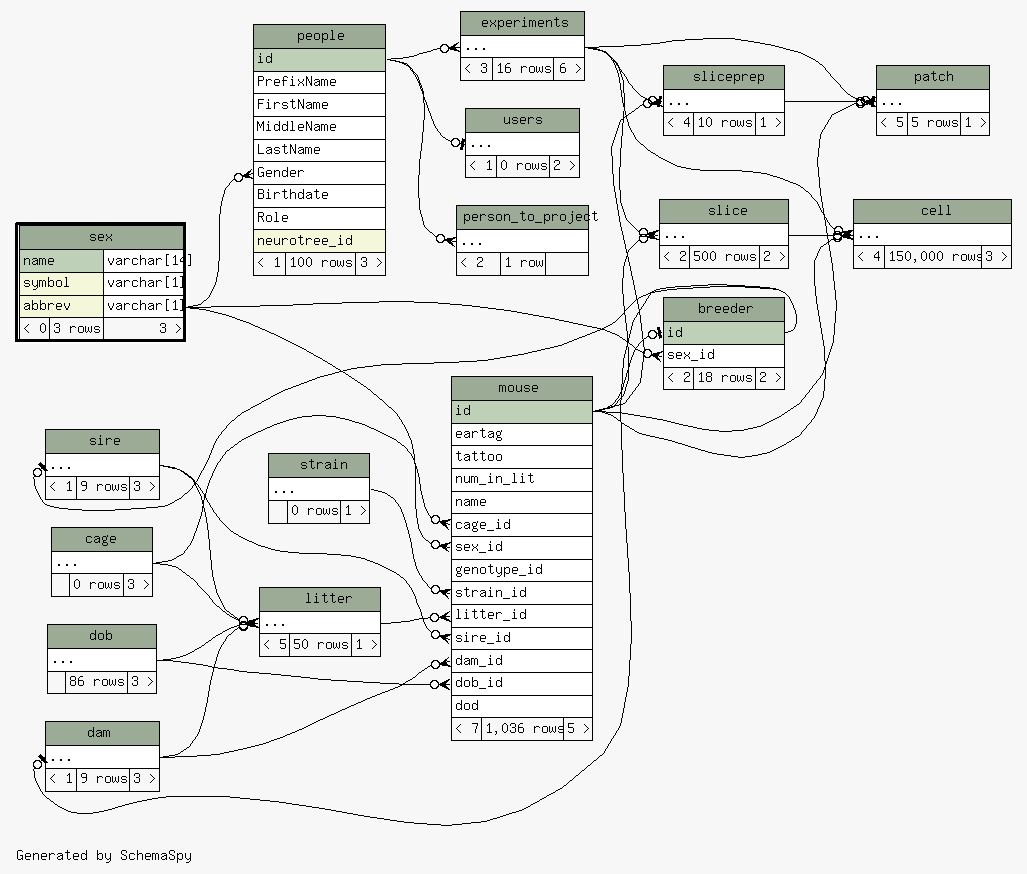 people
id
PrefixName
FirstName
MiddleName
LastName
Gender
Birthdate
Role
neurotree_id
< 1 100 rows 3 >
experiments
...
< 3 16 rows 6 >
users
...
< 1 0 rows 2 >
person_to_project
...
< 2 1 row
sliceprep
...
< 4 10 rows 1 >
patch
...
< 5 5 rows 1 >
slice
...
< 2 500 rows 2 >
cell
...
< 4 150,000 rows 3 >
sex
name varchar[14]
symbol varchar[1]
abbrev varchar[1]
< 0 3 rows 3 >
breeder
id
sex_id
< 2 18 rows 2 >
mouse
id
eartag
tattoo
num_in_lit
name
cage_id
sex_id
genotype_id
strain_id
litter_id
sire_id
dam_id
dob_id
dod
< 7 1,036 rows 5 >
sire
...
< 1 9 rows 3 >
strain
...
0 rows 1 >
cage
...
0 rows 3 >
litter
...
< 5 50 rows 1 >
dob
...
86 rows 3 >
dam
...
< 1 9 rows 3 >
Generated by SchemaSpy